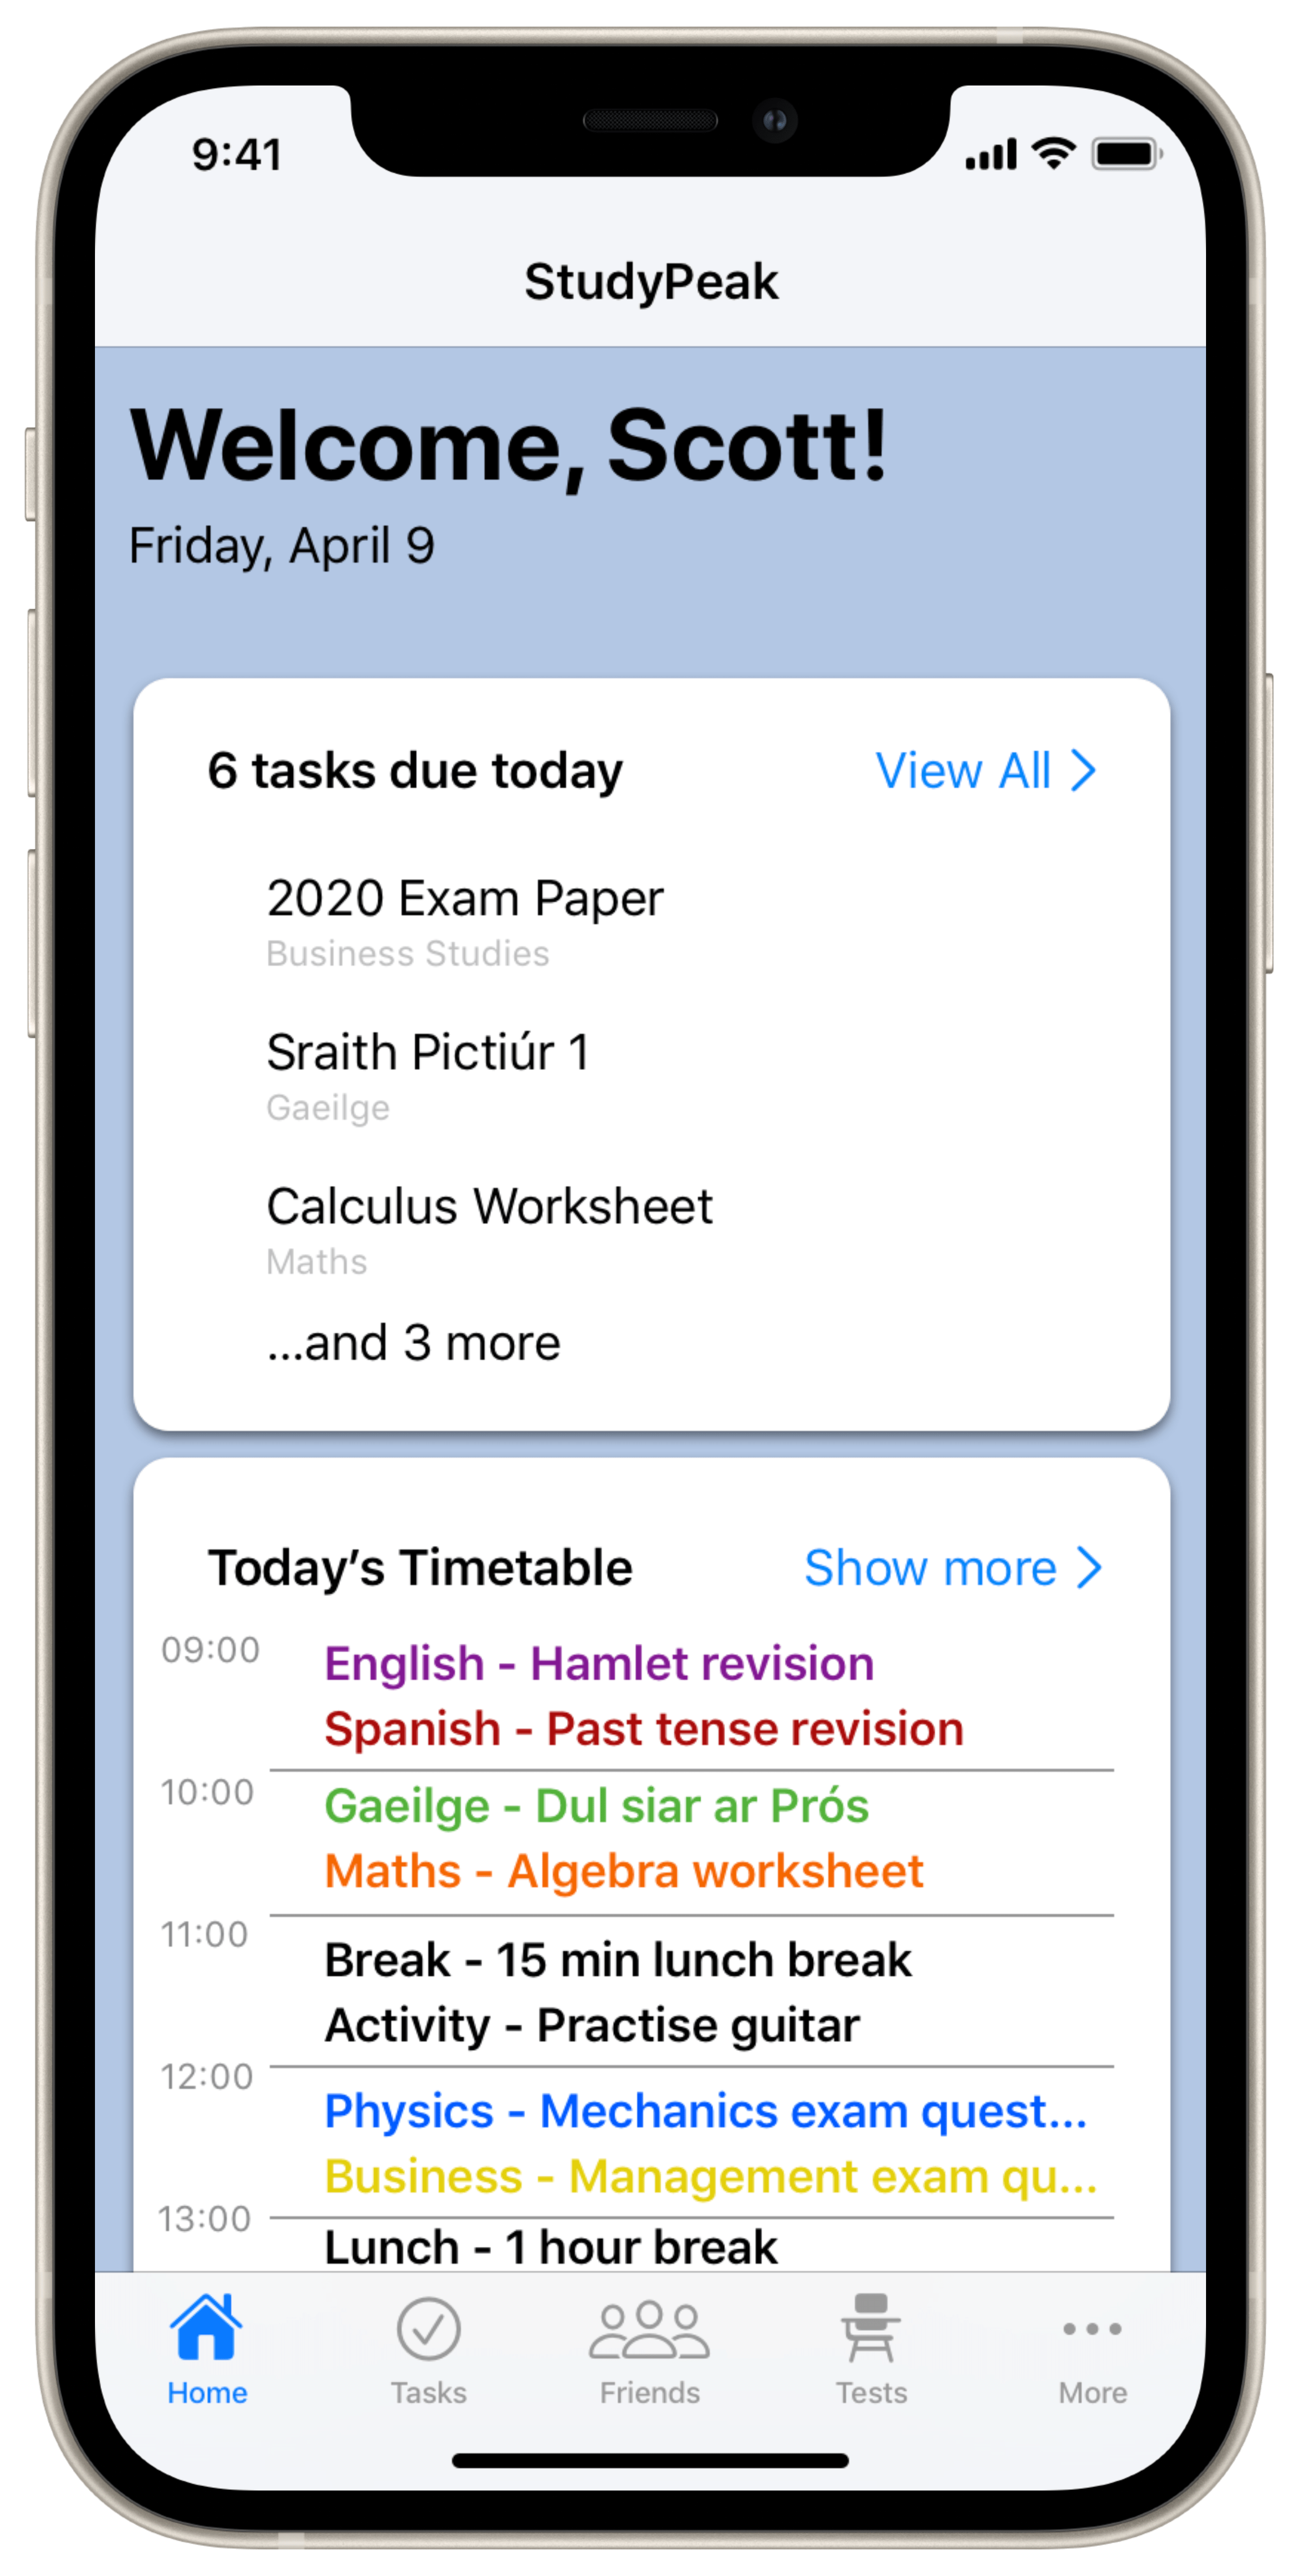 9:41
StudyPeak
Welcome, Scott!
Friday, April 9
6 tasks due today View All
2020 Exam Paper
Business Studies
Sraith Pictiúr 1
Gaeilge
Calculus Worksheet
Maths
...and 3 more
Today's Timetable Show more
09:00 English - Hamlet revision
Spanish - Past tense revision
10:00 Gaeilge - Dul siar ar Prós
Maths - Algebra worksheet
11:00 Break - 15 min lunch break
Activity - Practise guitar
12:00 Physics - Mechanics exam quest...
Business - Management exam qu...
13:00 Lunch - 1 hour break
Home Tasks Friends Tests More